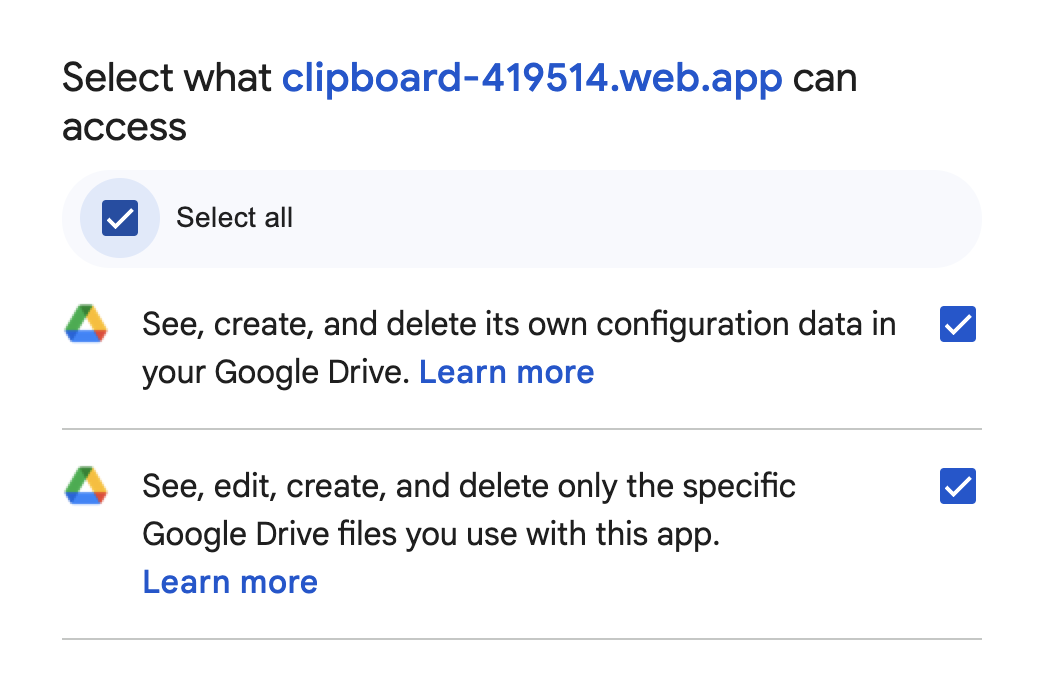 Select what clipboard-419514.web.app can
access
Select all
See, create, and delete its own configuration data in
your Google Drive. Learn more
See, edit, create, and delete only the specific
Google Drive files you use with this app.
Learn more